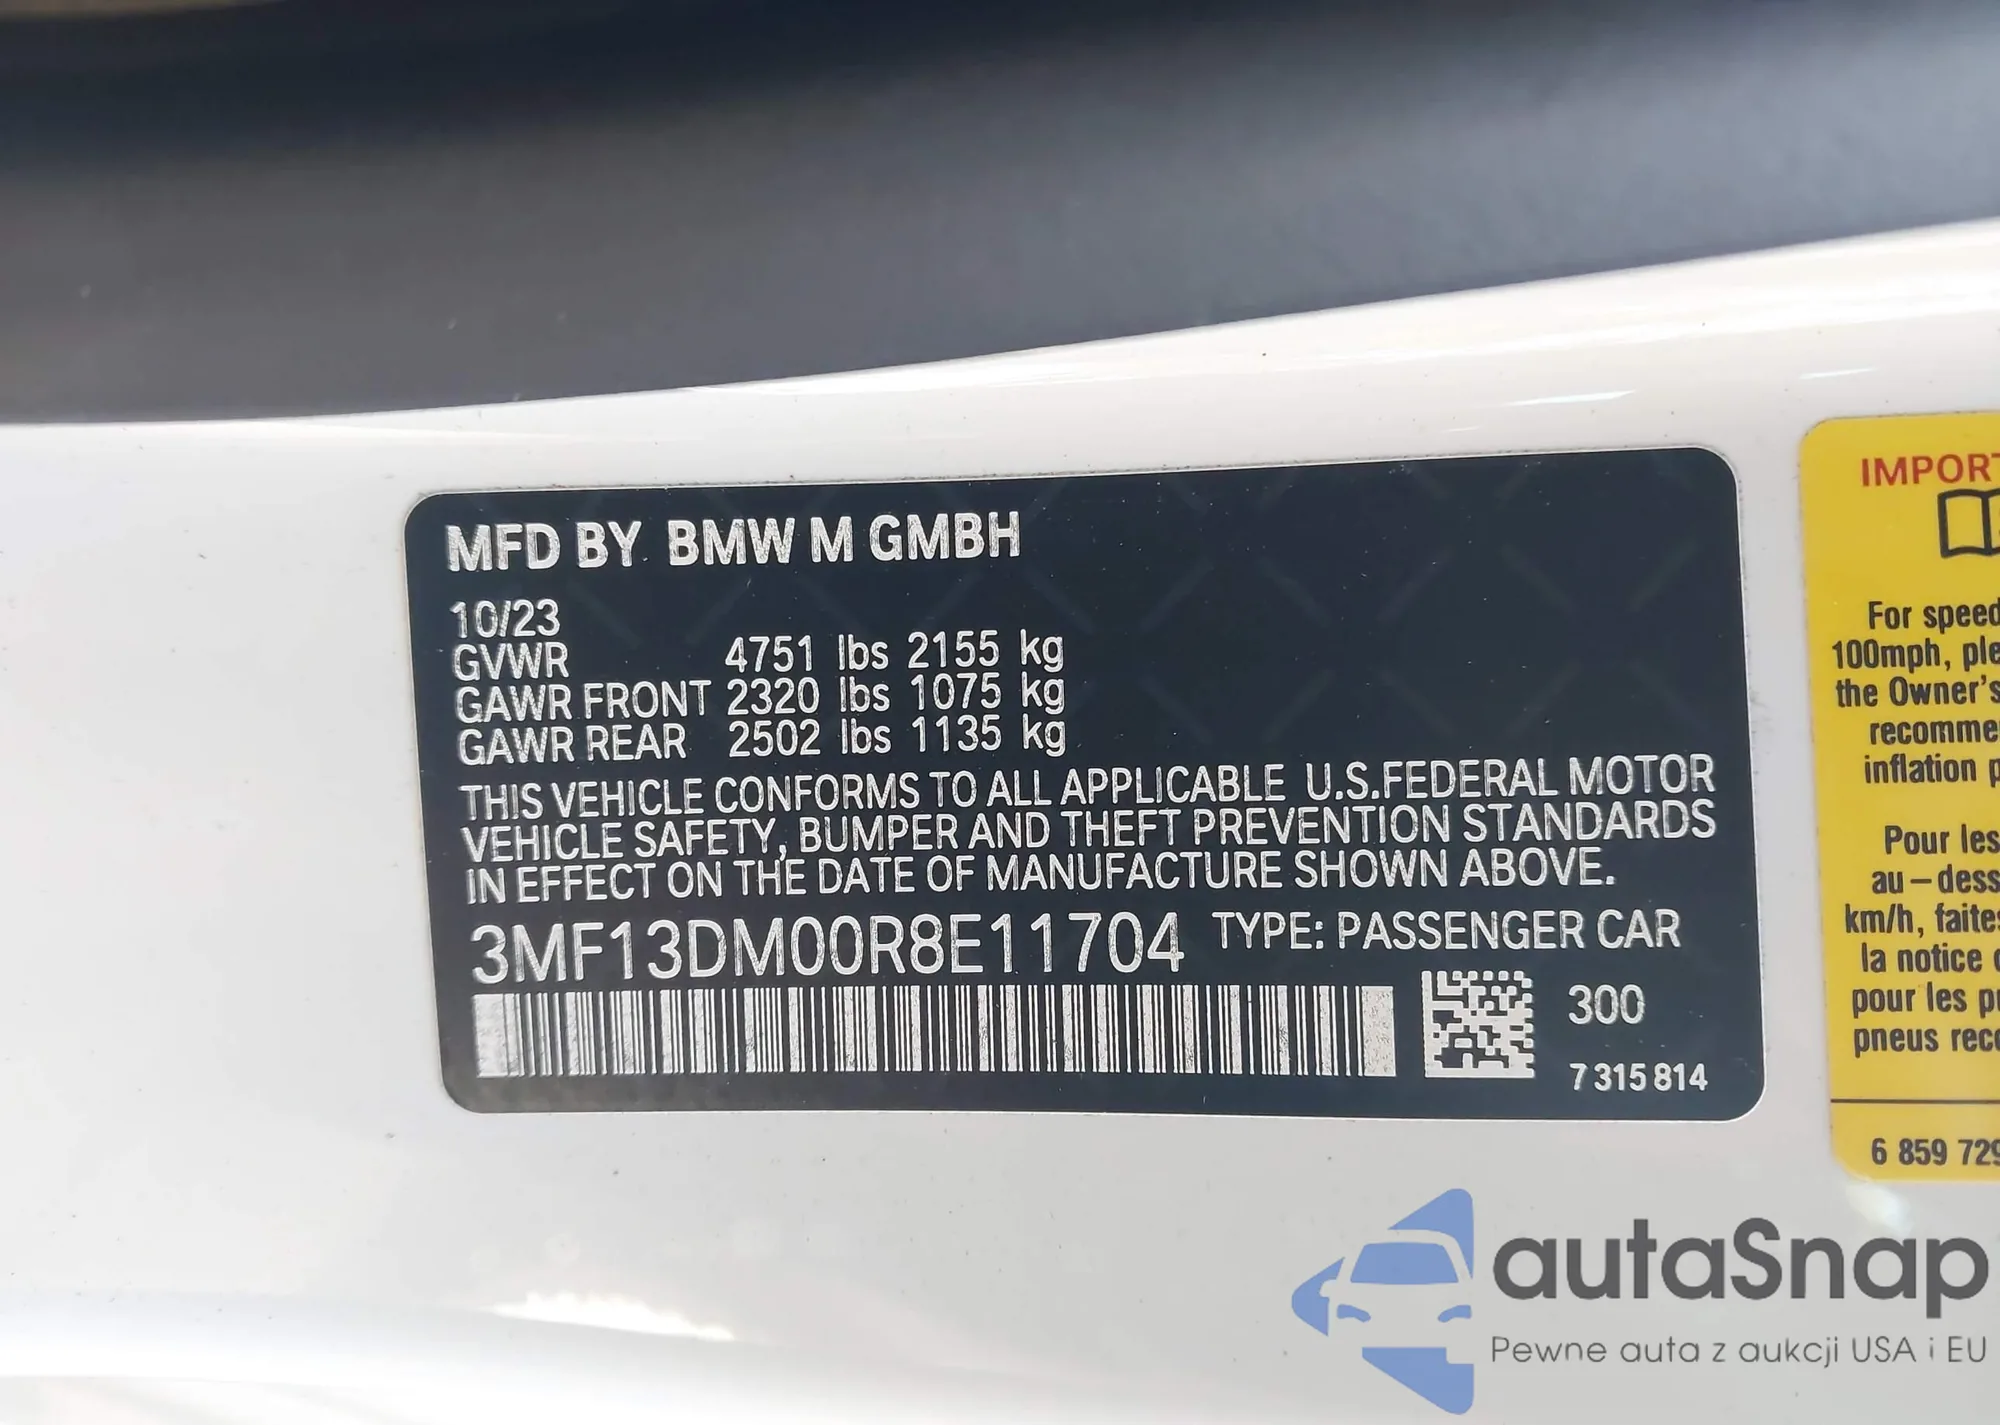 MFD BY BMW M GMBH
10/23
GVWR 4751 lbs 2155 kg
GAWR FRONT 2320 lbs 1075 kg
GAWR REAR 2502 lbs 1135 kg
THIS VEHICLE CONFORMS TO ALL APPLICABLE U.S.FEDERAL MOTOR
VEHICLE SAFETY, BUMPER AND THEFT PREVENTION STANDARDS
IN EFFECT ON THE DATE OF MANUFACTURE SHOWN ABOVE.
3MF13DM00R8E11704 TYPE: PASSENGER CAR
300
7 315 814
IMPORT
For speed
100mph, ple
the Owner's
recomme
inflation p
Pour les
au-dess
km/h, faites
la notice
pour les p
pneus reco
6 859 729
autaSnap
Pewne auta z aukcji USA i EU